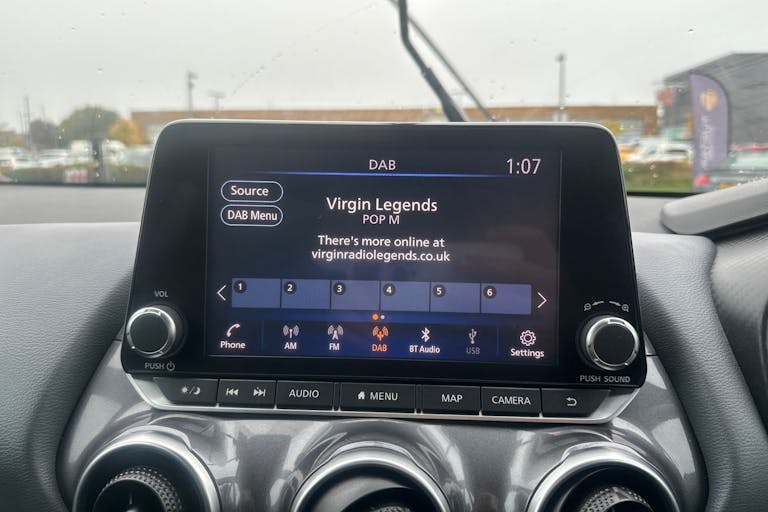 DAB
1:07
Source
DAB Menu
Virgin Legends
POP M
There's more online at
virginradiolegends.co.uk
1 2 3 4 5 6
Phone AM FM DAB BT Audio USB Settings
VOL
PUSH
PUSH SOUND
AUDIO MENU MAP CAMERA